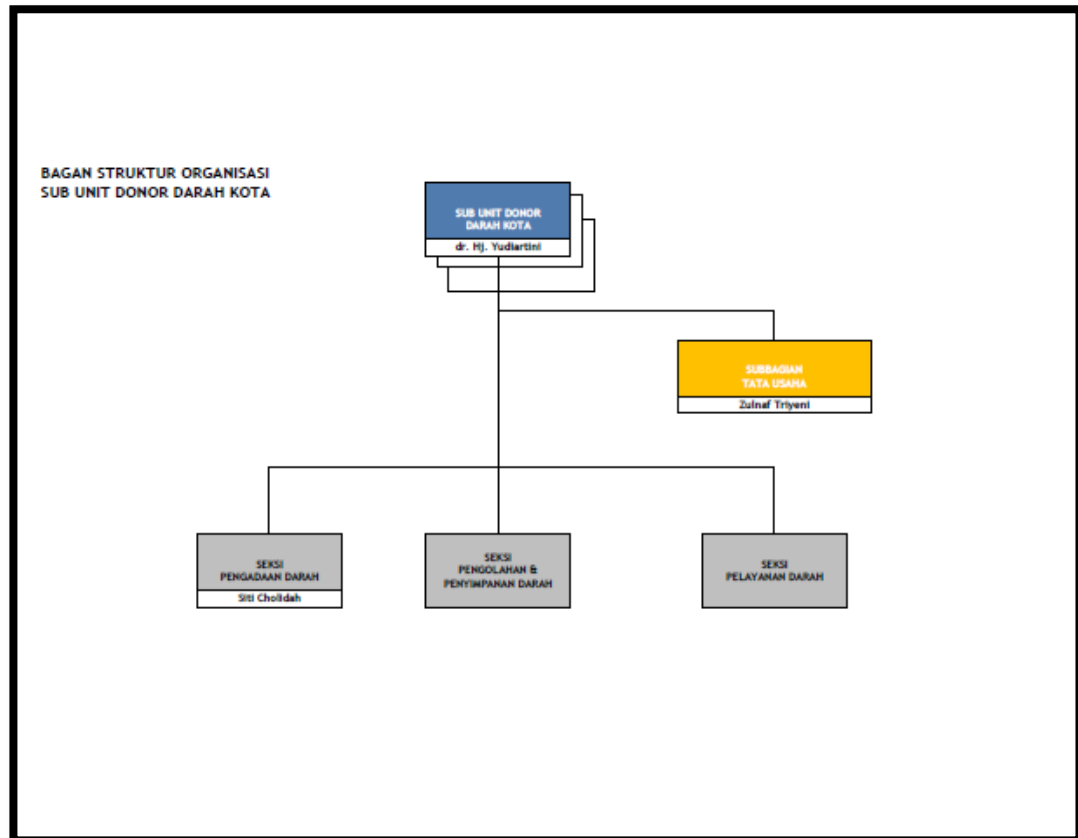 BAGAN STRUKTUR ORGANISASI
SUB UNIT DONOR DARAH KOTA
SUB UNIT DONOR
DARAH KOTA
dr. Hj. Yudiartini
SUBBAGIAN
TATA USAHA
Zulnaf Triyeni
SEKSI
PENGADAAN DARAH
Siti Cholidah
SEKSI
PENGOLAHAN &
PENYIMPANAN DARAH
SEKSI
PELAYANAN DARAH